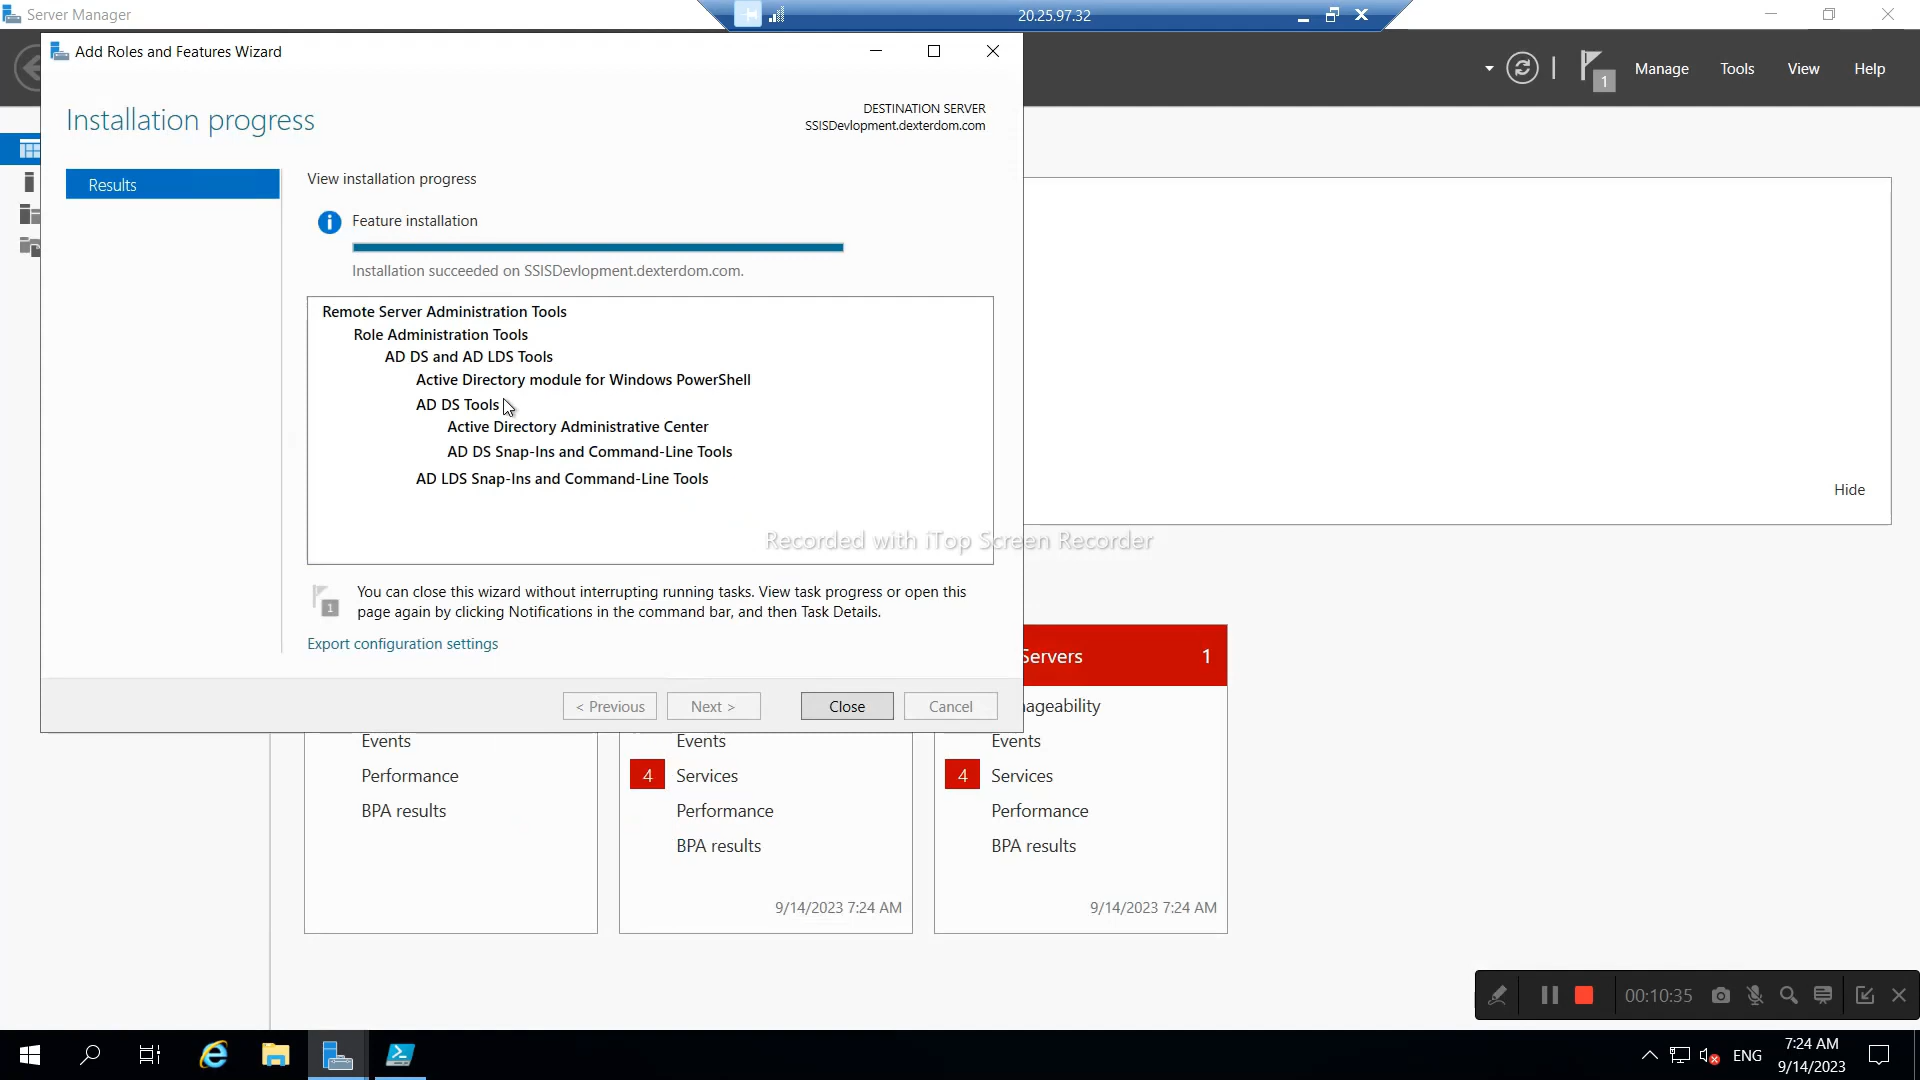 Server Manager
20.25.97.32
Add Roles and Features Wizard
1
Manage
Tools
View
Help
Installation progress
DESTINATION SERVER
SSISDevlopment.dexterdom.com
Results
View installation progress
Feature installation
Installation succeeded on SSISDevlopment.dexterdom.com.
Remote Server Administration Tools
Role Administration Tools
AD DS and AD LDS Tools
Active Directory module for Windows PowerShell
AD DS Tools
Active Directory Administrative Center
AD DS Snap-Ins and Command-Line Tools
AD LDS Snap-Ins and Command-Line Tools
Hide
Recorded with iTop Screen Recorder
1
You can close this wizard without interrupting running tasks. View task progress or open this
page again by clicking Notifications in the command bar, and then Task Details.
Export configuration settings
< Previous
Next >
Close
Cancel
Servers 1
nageability
Events
Performance
BPA results
Events
4 Services
Performance
BPA results
9/14/2023 7:24 AM
Events
4 Services
Performance
BPA results
9/14/2023 7:24 AM
00:10:35
ENG
7:24 AM
9/14/2023